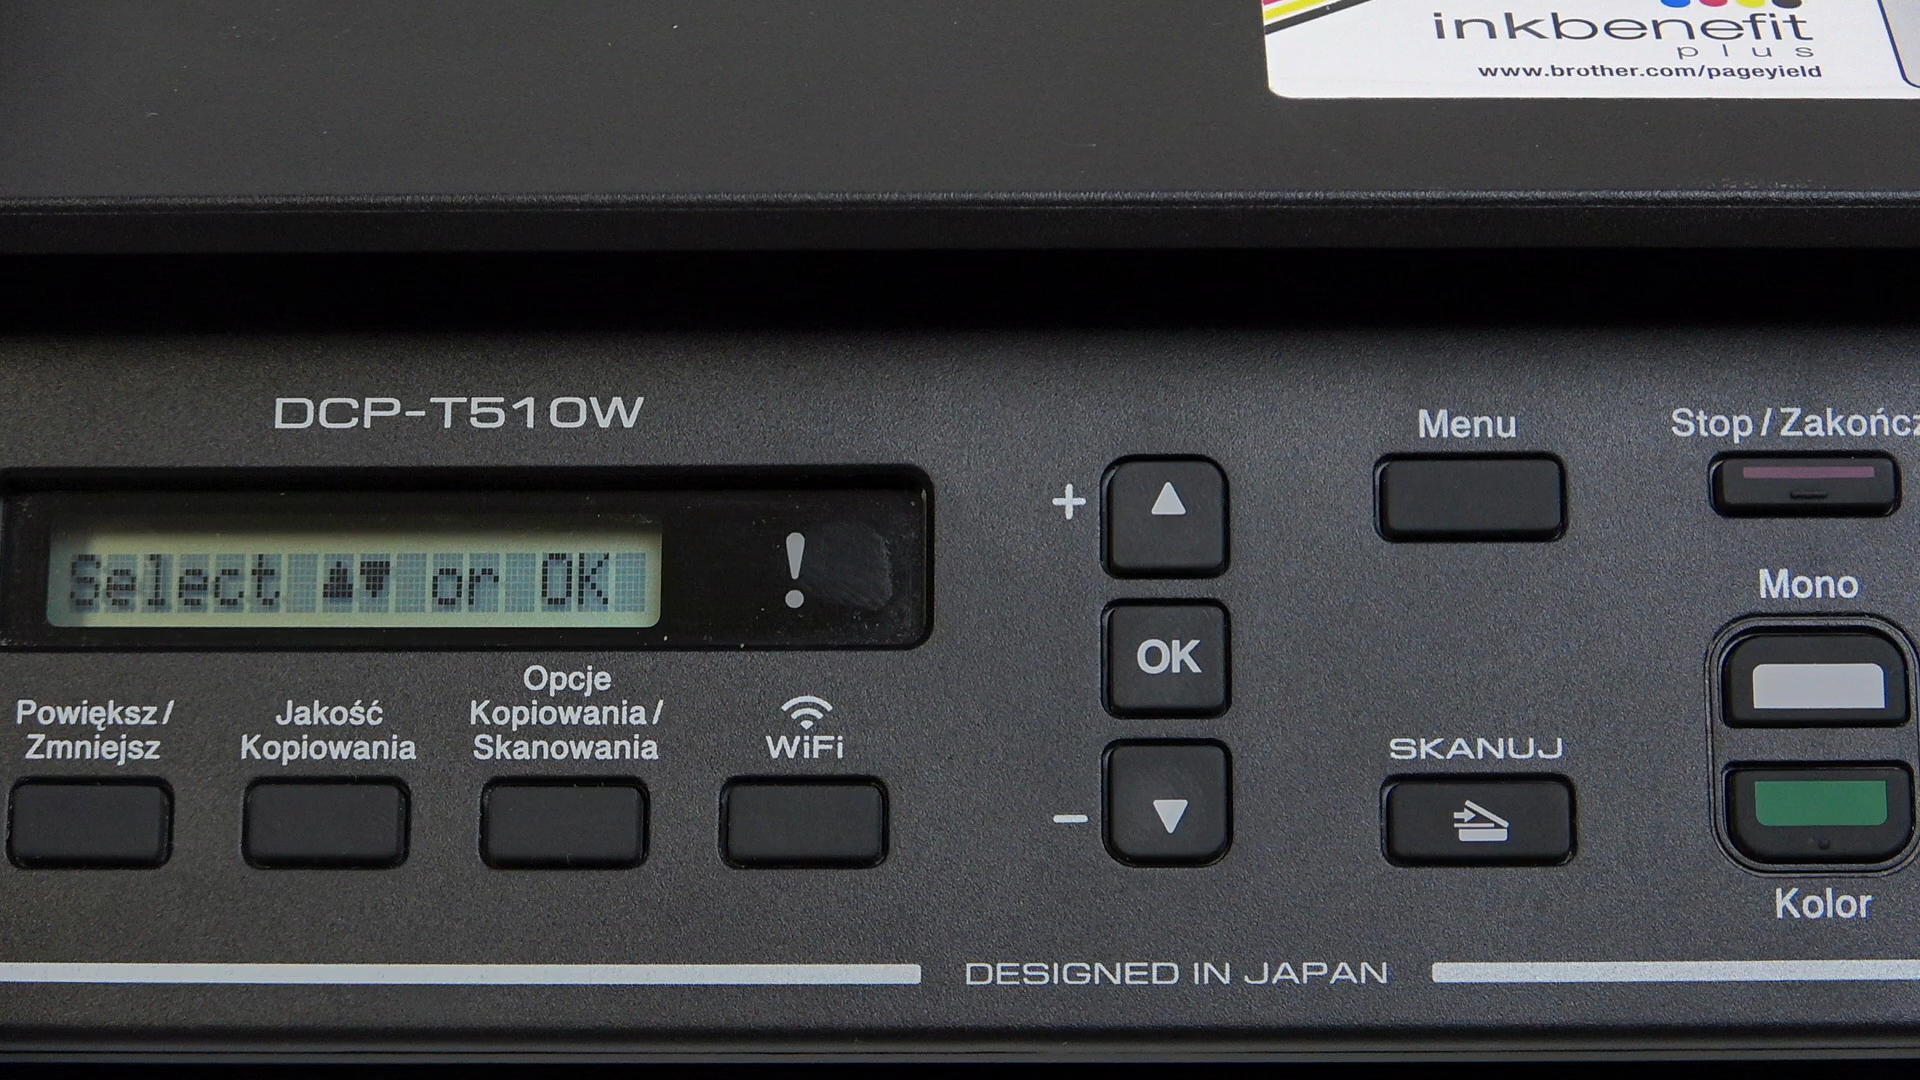 inkbenefit
plus
www.brother.com/pageyield
DCP-T510W
Select ▲▼ or OK
!
Powiększ/
Zmniejsz
Jakość
Kopiowania
Opcje
Kopiowania/
Skanowania
WiFi
+
OK
−
Menu
Stop/Zakończ
Mono
SKANUJ
Kolor
DESIGNED IN JAPAN